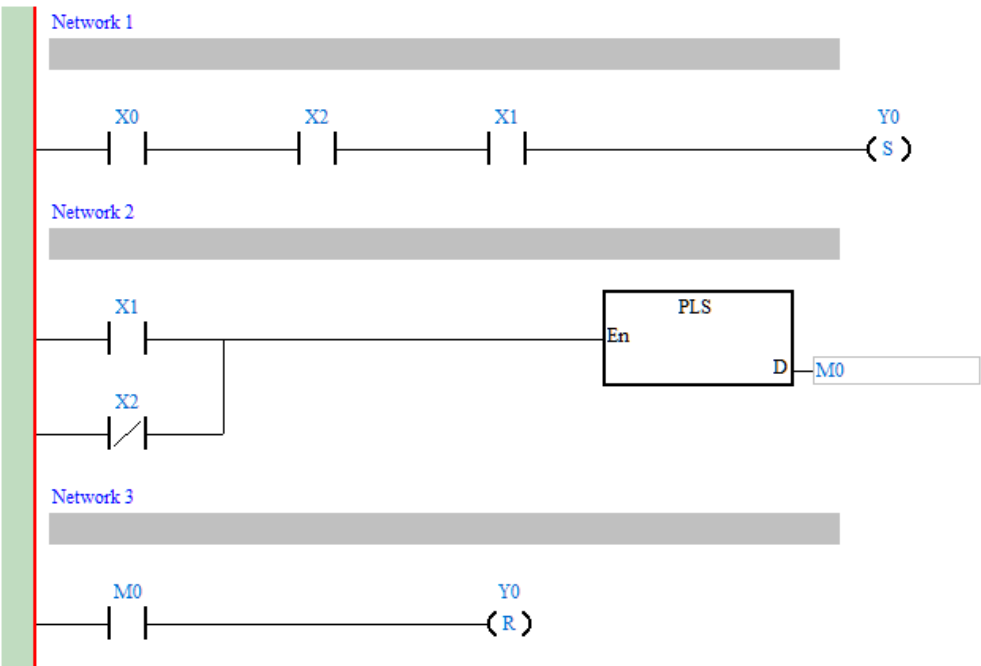 Network 1
X0 X2 X1 Y0
S
Network 2
X1
PLS
En
D M0
X2
Network 3
M0 Y0
R